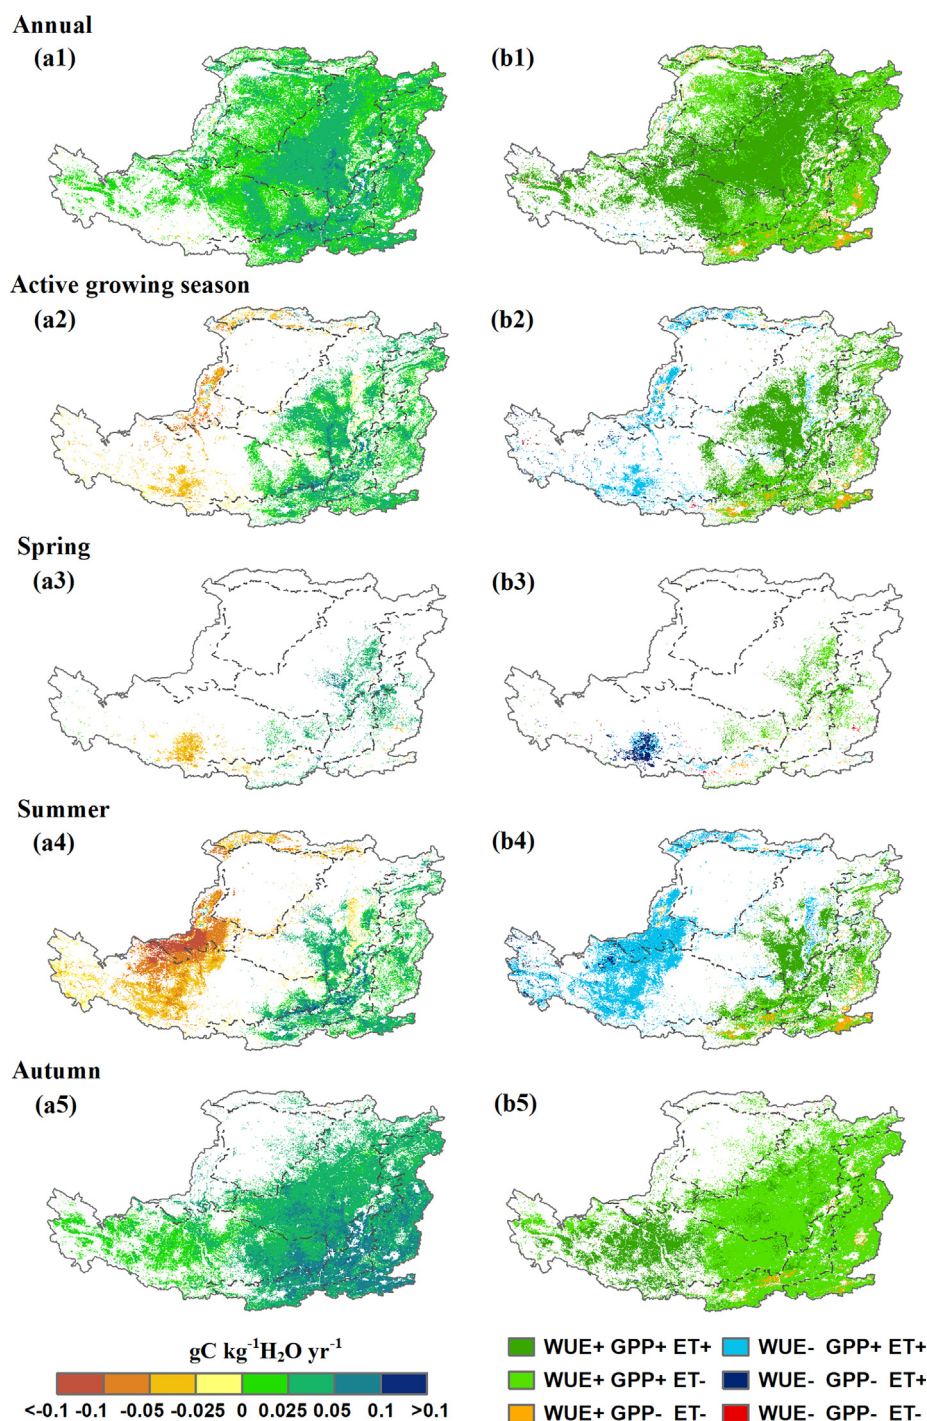 Annual
(a1) (b1)
Active growing season
(a2) (b2)
Spring
(a3) (b3)
Summer
(a4) (b4)
Autumn
(a5) (b5)
gC kg⁻¹H₂O yr⁻¹
<-0.1 -0.1 -0.05 -0.025 0 0.025 0.05 0.1 >0.1
WUE+ GPP+ ET+ WUE- GPP+ ET+
WUE+ GPP+ ET- WUE- GPP- ET+
WUE+ GPP- ET- WUE- GPP- ET-